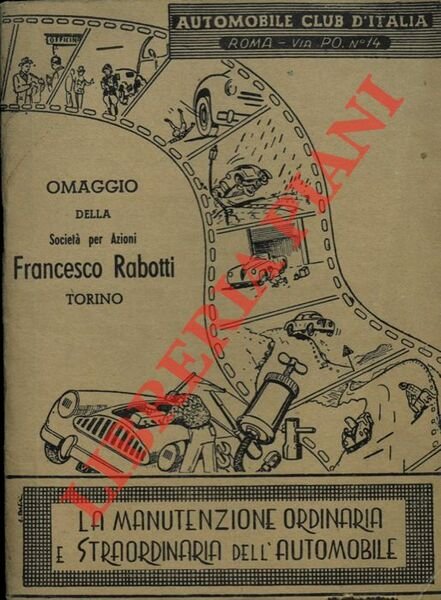 AUTOMOBILE CLUB D'ITALIA
ROMA - VIA PO. N° 14
OFFICINA
OMAGGIO
DELLA
Società per Azioni
Francesco Rabotti
TORINO
LIBRERIA PIANI
LA MANUTENZIONE ORDINARIA
E STRAORDINARIA DELL'AUTOMOBILE